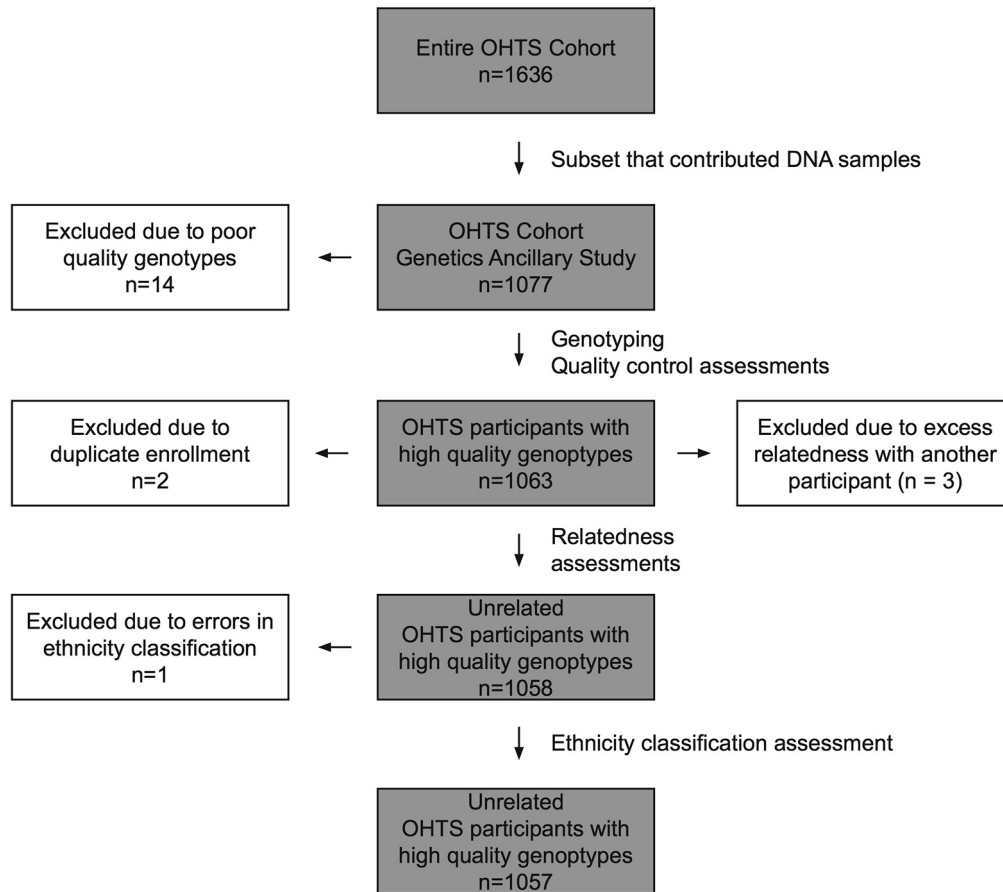 Entire OHTS Cohort
n=1636
Subset that contributed DNA samples
Excluded due to poor
quality genotypes
n=14
OHTS Cohort
Genetics Ancillary Study
n=1077
Genotyping
Quality control assessments
Excluded due to
duplicate enrollment
n=2
OHTS participants with
high quality genoptypes
n=1063
Excluded due to excess
relatedness with another
participant (n = 3)
Relatedness
assessments
Excluded due to errors in
ethnicity classification
n=1
Unrelated
OHTS participants with
high quality genoptypes
n=1058
Ethnicity classification assessment
Unrelated
OHTS participants with
high quality genoptypes
n=1057